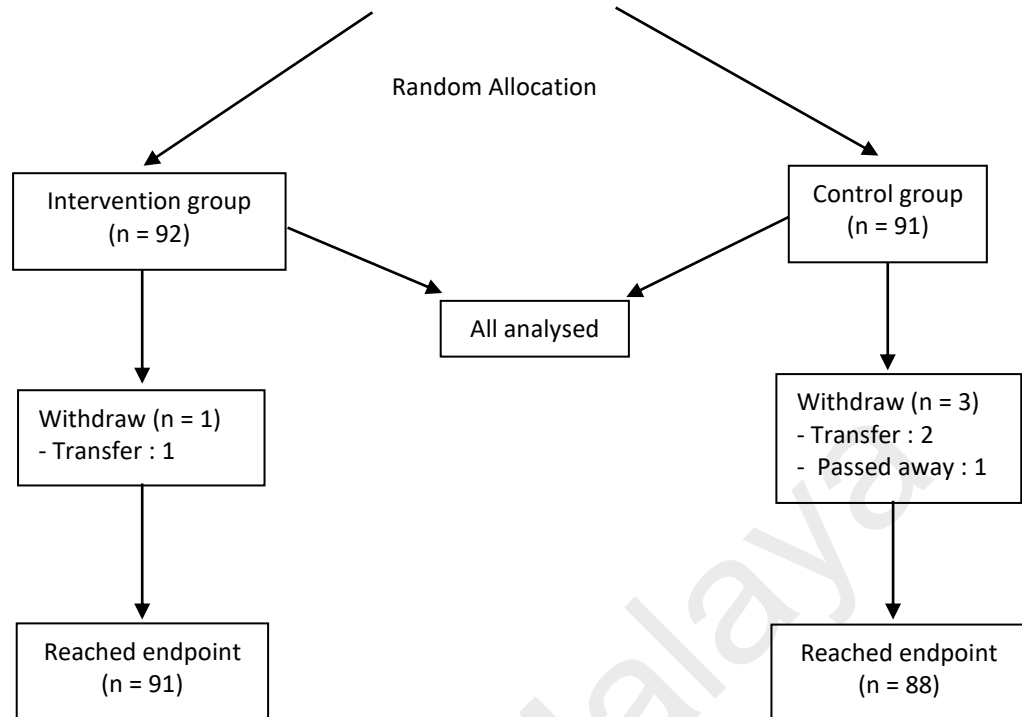 Random Allocation
Intervention group
(n = 92)
Control group
(n = 91)
All analysed
Withdraw (n = 1)
- Transfer : 1
Withdraw (n = 3)
- Transfer : 2
- Passed away : 1
Reached endpoint
(n = 91)
Reached endpoint
(n = 88)
alaya